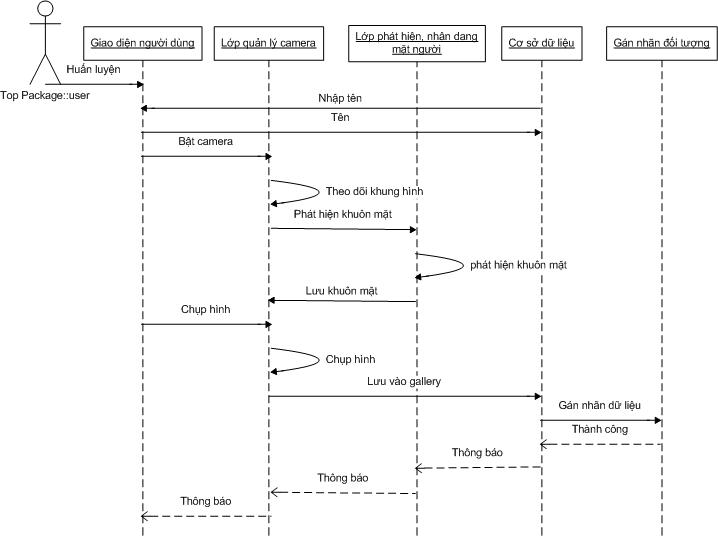 Giao diện người dùng
Lớp quản lý camera
Lớp phát hiện, nhân dang
mặt người
Cơ sở dữ liệu
Gán nhãn đối tượng
Huấn luyện
Top Package::user
Nhập tên
Tên
Bật camera
Theo dõi khung hình
Phát hiện khuôn mặt
phát hiện khuôn mặt
Lưu khuôn mặt
Chụp hình
Chụp hình
Lưu vào gallery
Gán nhãn dữ liệu
Thành công
Thông báo
Thông báo
Thông báo